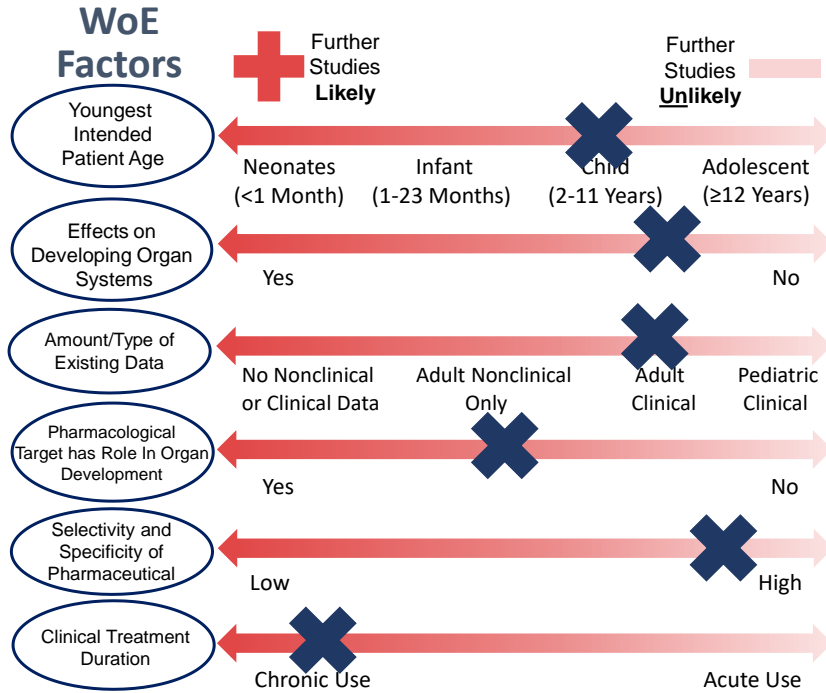 WoE
Factors
Further
Studies
Likely
Further
Studies
Unlikely
Youngest
Intended
Patient Age
Neonates
(<1 Month)
Infant
(1-23 Months)
Child
(2-11 Years)
Adolescent
(≥12 Years)
Effects on
Developing Organ
Systems
Yes
No
Amount/Type of
Existing Data
No Nonclinical
or Clinical Data
Adult Nonclinical
Only
Adult
Clinical
Pediatric
Clinical
Pharmacological
Target has Role In Organ
Development
Yes
No
Selectivity and
Specificity of
Pharmaceutical
Low
High
Clinical Treatment
Duration
Chronic Use
Acute Use